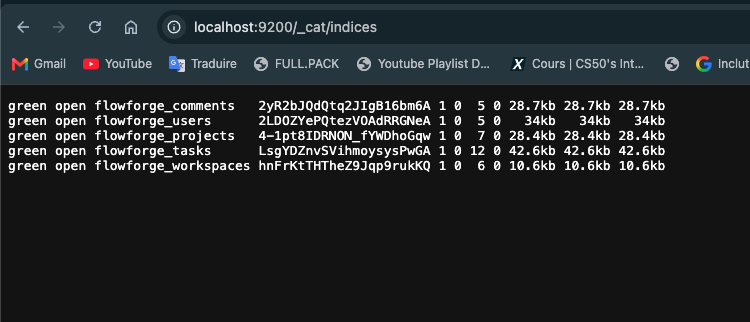 localhost:9200/_cat/indices
Gmail YouTube Traduire FULL.PACK Youtube Playlist D... Cours | CS50's Int... Inclut
green open flowforge_comments 2yR2bJQdQtq2JIgB16bm6A 1 0 5 0 28.7kb 28.7kb 28.7kb
green open flowforge_users 2LDOZYePQtezVOAdRRGNeA 1 0 5 0 34kb 34kb 34kb
green open flowforge_projects 4-1pt8IDRNON_fYWDhoGqw 1 0 7 0 28.4kb 28.4kb 28.4kb
green open flowforge_tasks LsgYDZnvSVihmoysysPwGA 1 0 12 0 42.6kb 42.6kb 42.6kb
green open flowforge_workspaces hnFrKtTHTheZ9Jqp9rukKQ 1 0 6 0 10.6kb 10.6kb 10.6kb